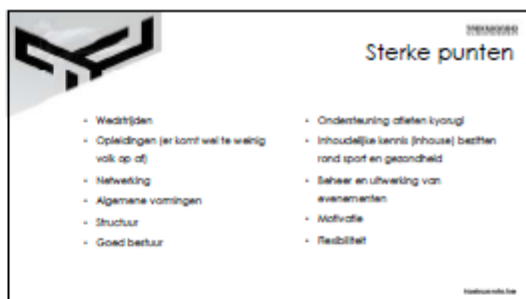 Sterke punten
Wedstrijden
Opleidingen (er komt wel te weinig
volk op af)
Netwerking
Algemene vormingen
Structuur
Goed bestuur
Ondersteuning atleten kyorugi
Inhoudelijke kennis (inhouse) bezitten
rond sport en gezondheid
Beheer en uitwerking van
evenementen
Motivatie
Flexibiliteit